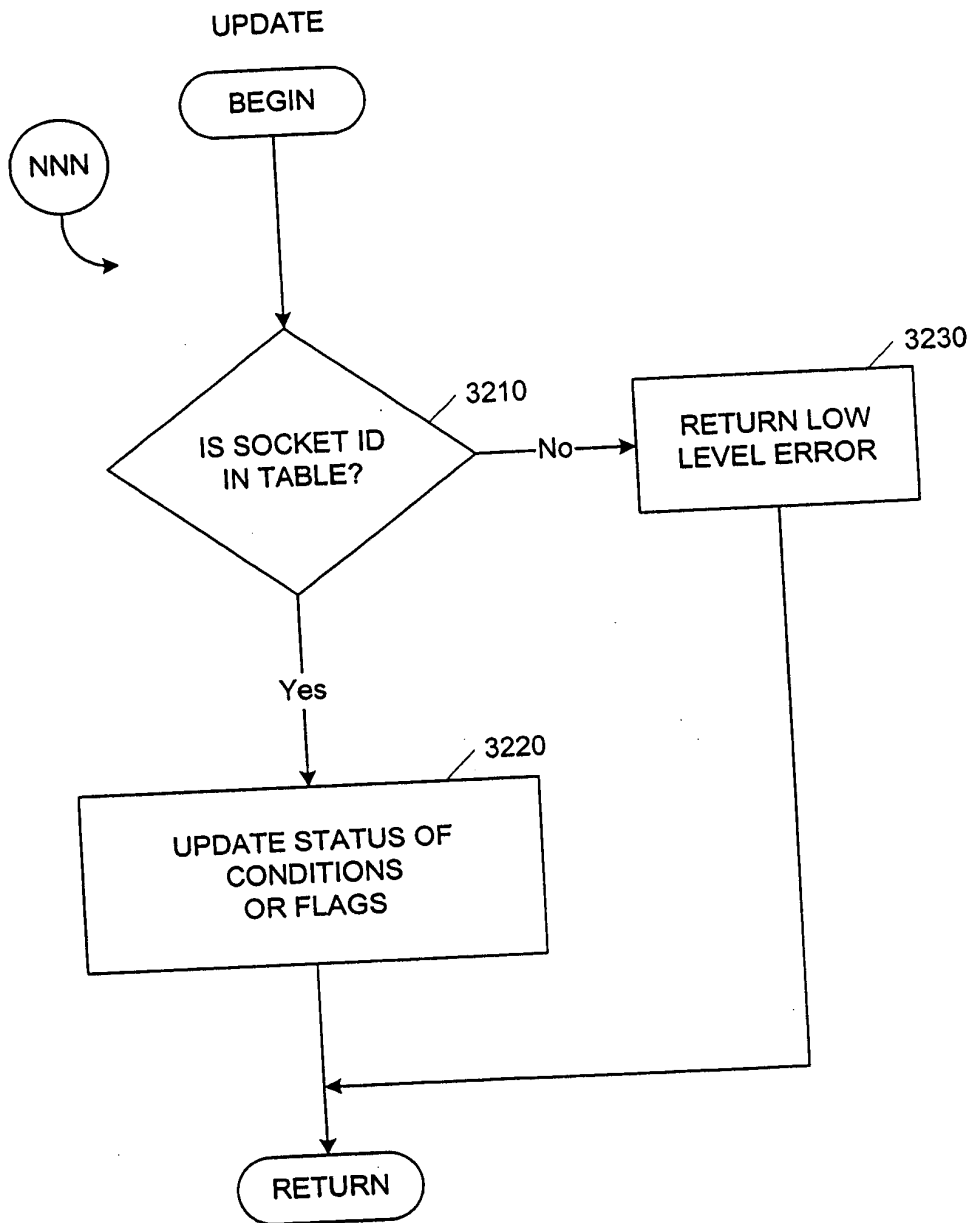 UPDATE
BEGIN
NNN
3210
IS SOCKET ID
IN TABLE?
No
3230
RETURN LOW
LEVEL ERROR
Yes
3220
UPDATE STATUS OF
CONDITIONS
OR FLAGS
RETURN